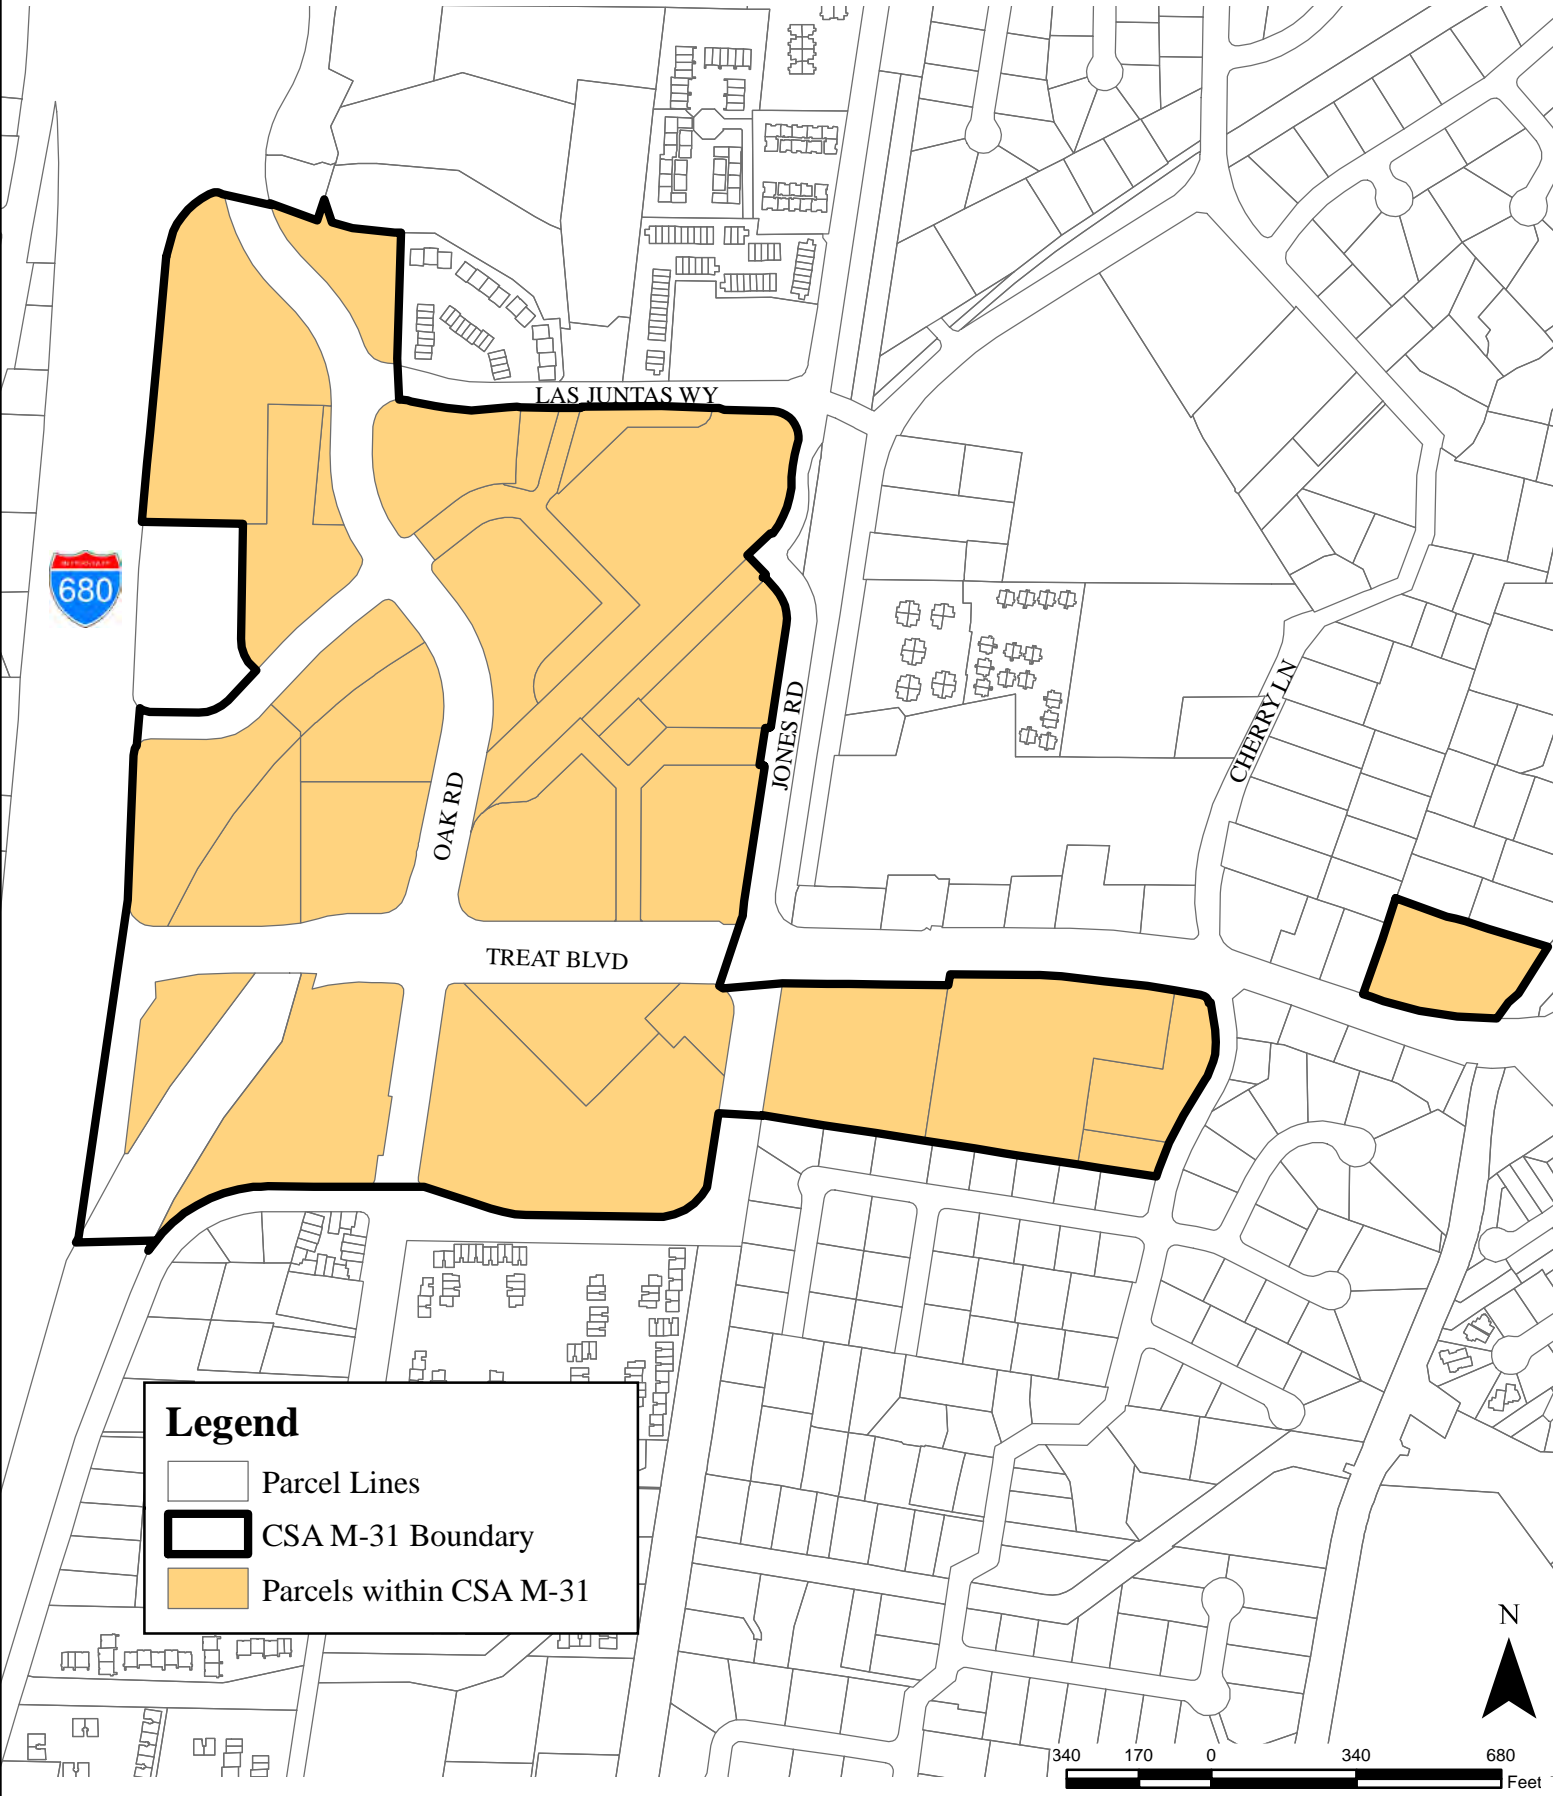 LAS JUNTAS WY
680
JONES RD
CHERRY LN
OAK RD
TREAT BLVD
Legend
Parcel Lines
CSA M-31 Boundary
Parcels within CSA M-31
N
340 170 0 340 680
Feet